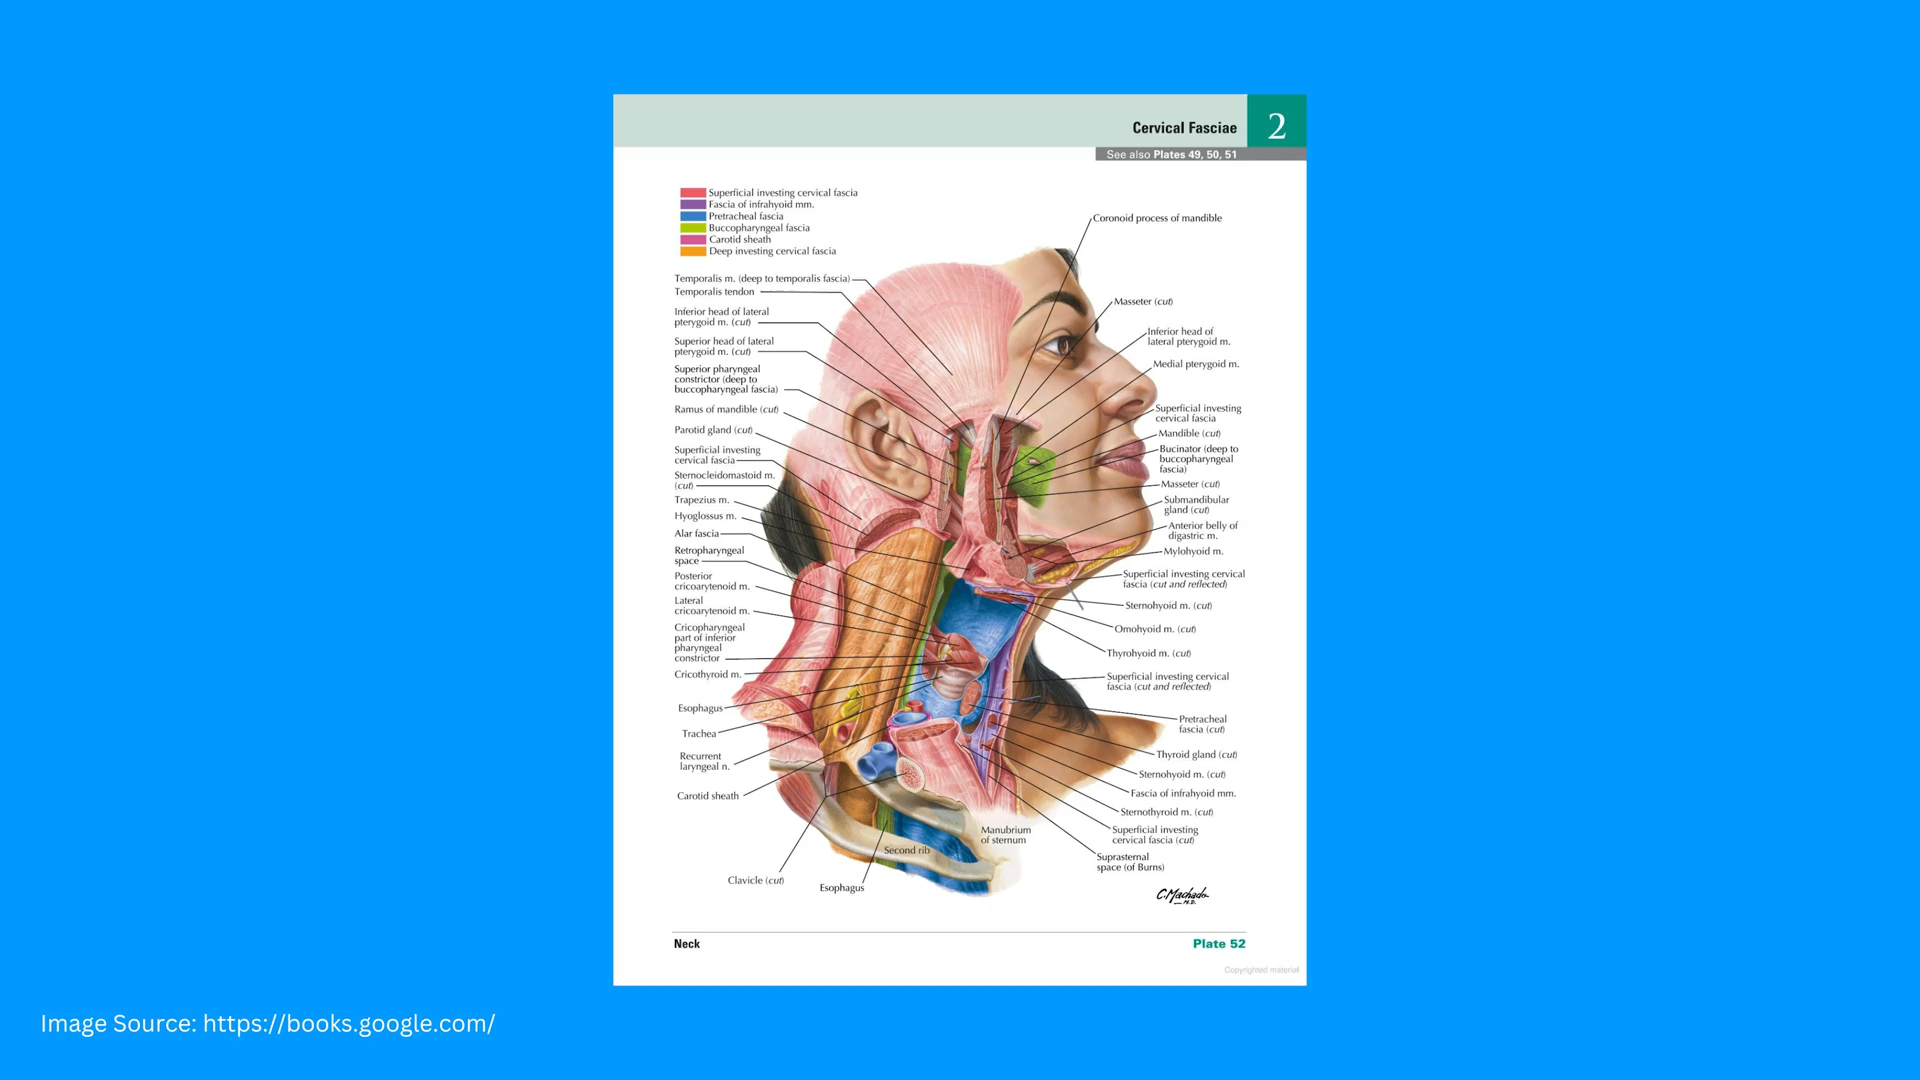 Cervical Fasciae
2
See also Plates 49, 50, 51
Superficial investing cervical fascia
Fascia of infrahyoid mm.
Pretracheal fascia
Buccopharyngeal fascia
Carotid sheath
Deep investing cervical fascia
Temporalis m. (deep to temporalis fascia)
Temporalis tendon
Inferior head of lateral
pterygoid m. (cut)
Superior head of lateral
pterygoid m. (cut)
Superior pharyngeal
constrictor (deep to
buccopharyngeal fascia)
Ramus of mandible (cut)
Parotid gland (cut)
Superficial investing
cervical fascia
Sternocleidomastoid m.
(cut)
Trapezius m.
Hyoglossus m.
Alar fascia
Retropharyngeal
space
Posterior
cricoarytenoid m.
Lateral
cricoarytenoid m.
Cricopharyngeal
part of inferior
pharyngeal
constrictor
Cricothyroid m.
Esophagus
Trachea
Recurrent
laryngeal n.
Carotid sheath
Clavicle (cut)
Esophagus
Second rib
Manubrium
of sternum
Coronoid process of mandible
Masseter (cut)
Inferior head of
lateral pterygoid m.
Medial pterygoid m.
Superficial investing
cervical fascia
Mandible (cut)
Bucinator (deep to
buccopharyngeal
fascia)
Masseter (cut)
Submandibular
gland (cut)
Anterior belly of
digastric m.
Mylohyoid m.
Superficial investing cervical
fascia (cut and reflected)
Sternohyoid m. (cut)
Omohyoid m. (cut)
Thyrohyoid m. (cut)
Superficial investing cervical
fascia (cut and reflected)
Pretracheal
fascia (cut)
Thyroid gland (cut)
Sternohyoid m. (cut)
Fascia of infrahyoid mm.
Sternothyroid m. (cut)
Superficial investing
cervical fascia (cut)
Suprasternal
space (of Burns)
C.Machado
M.D.
Neck
Plate 52
Copyrighted material
Image Source: https://books.google.com/